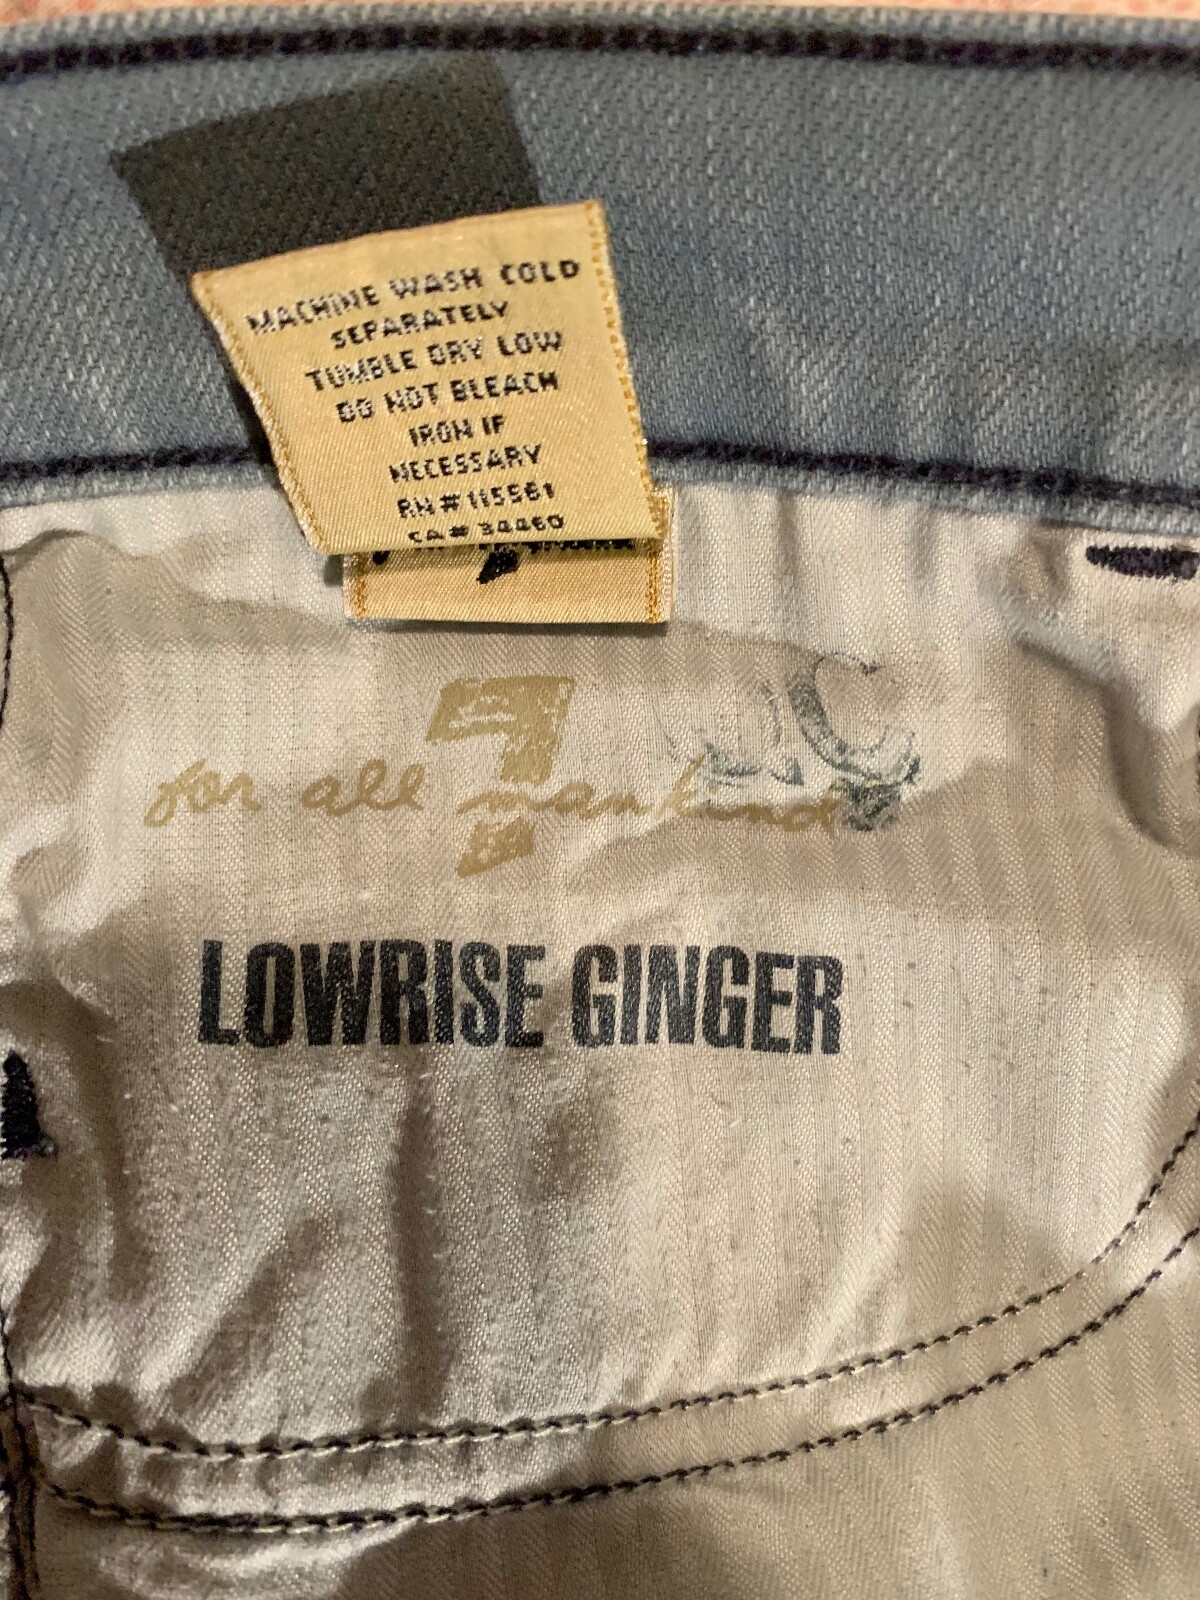 MACHINE WASH COLD
SEPARATELY
TUMBLE DRY LOW
DO NOT BLEACH
IRON IF
NECESSARY
RN# 115561
CA# 34460
7
for all mankind
LOWRISE GINGER